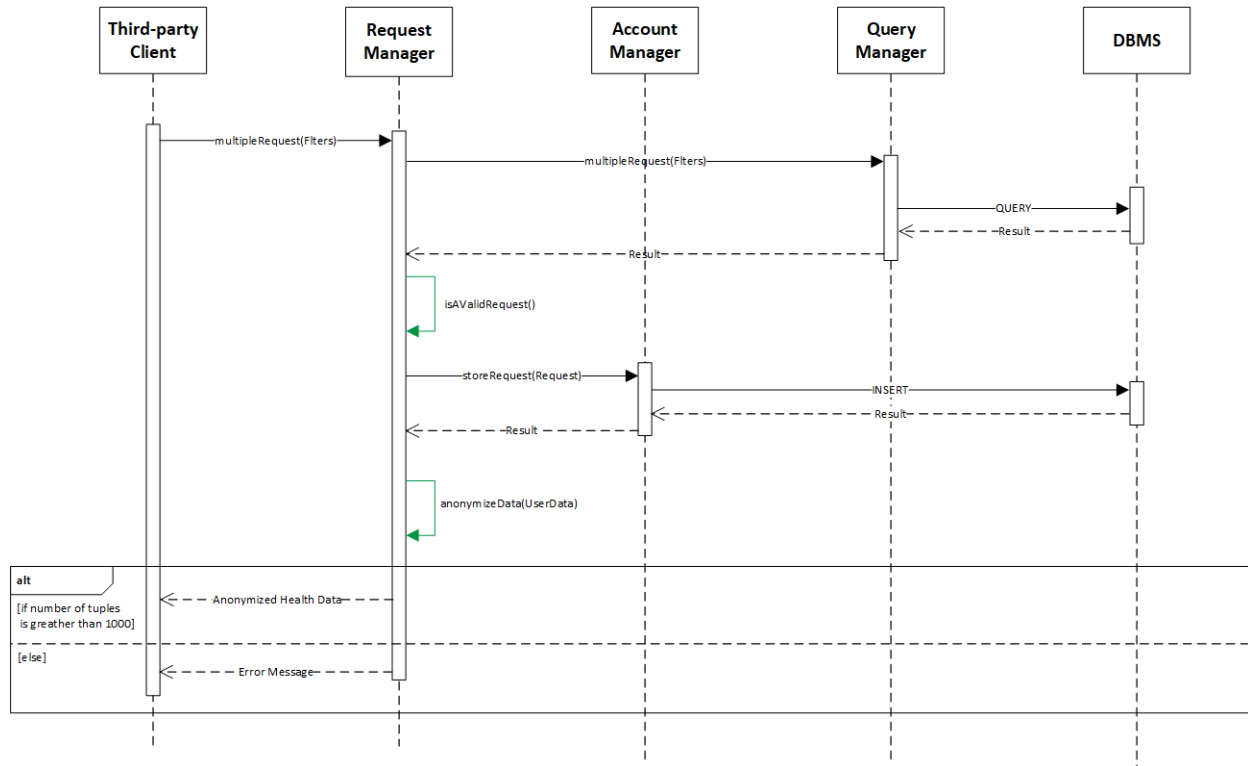 Third-party
Client
Request
Manager
Account
Manager
Query
Manager
DBMS
multipleRequest(Flters)
multipleRequest(Flters)
QUERY
Result
Result
isAValidRequest()
storeRequest(Request)
INSERT
Result
Result
anonymizeData(UserData)
alt
[if number of tuples
is greather than 1000]
Anonymized Health Data
[else]
Error Message